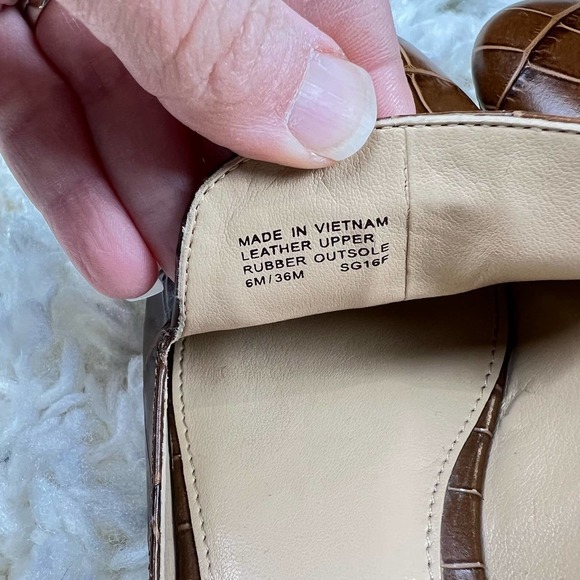 MADE IN VIETNAM
LEATHER UPPER
RUBBER OUTSOLE
6M/36M SG16F